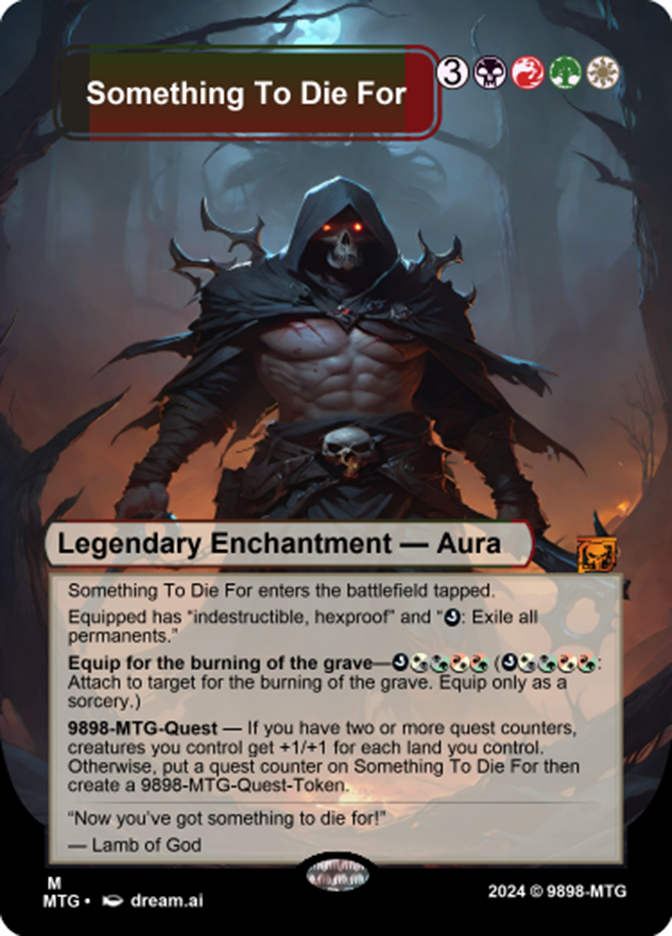 Something To Die For
3
Legendary Enchantment — Aura
Something To Die For enters the battlefield tapped.
Equipped has “indestructible, hexproof” and “: Exile all
permanents.”
Equip for the burning of the grave— (:
Attach to target for the burning of the grave. Equip only as a
sorcery.)
9898-MTG-Quest — If you have two or more quest counters,
creatures you control get +1/+1 for each land you control.
Otherwise, put a quest counter on Something To Die For then
create a 9898-MTG-Quest-Token.
“Now you’ve got something to die for!”
— Lamb of God
M
MTG • dream.ai
2024 © 9898-MTG